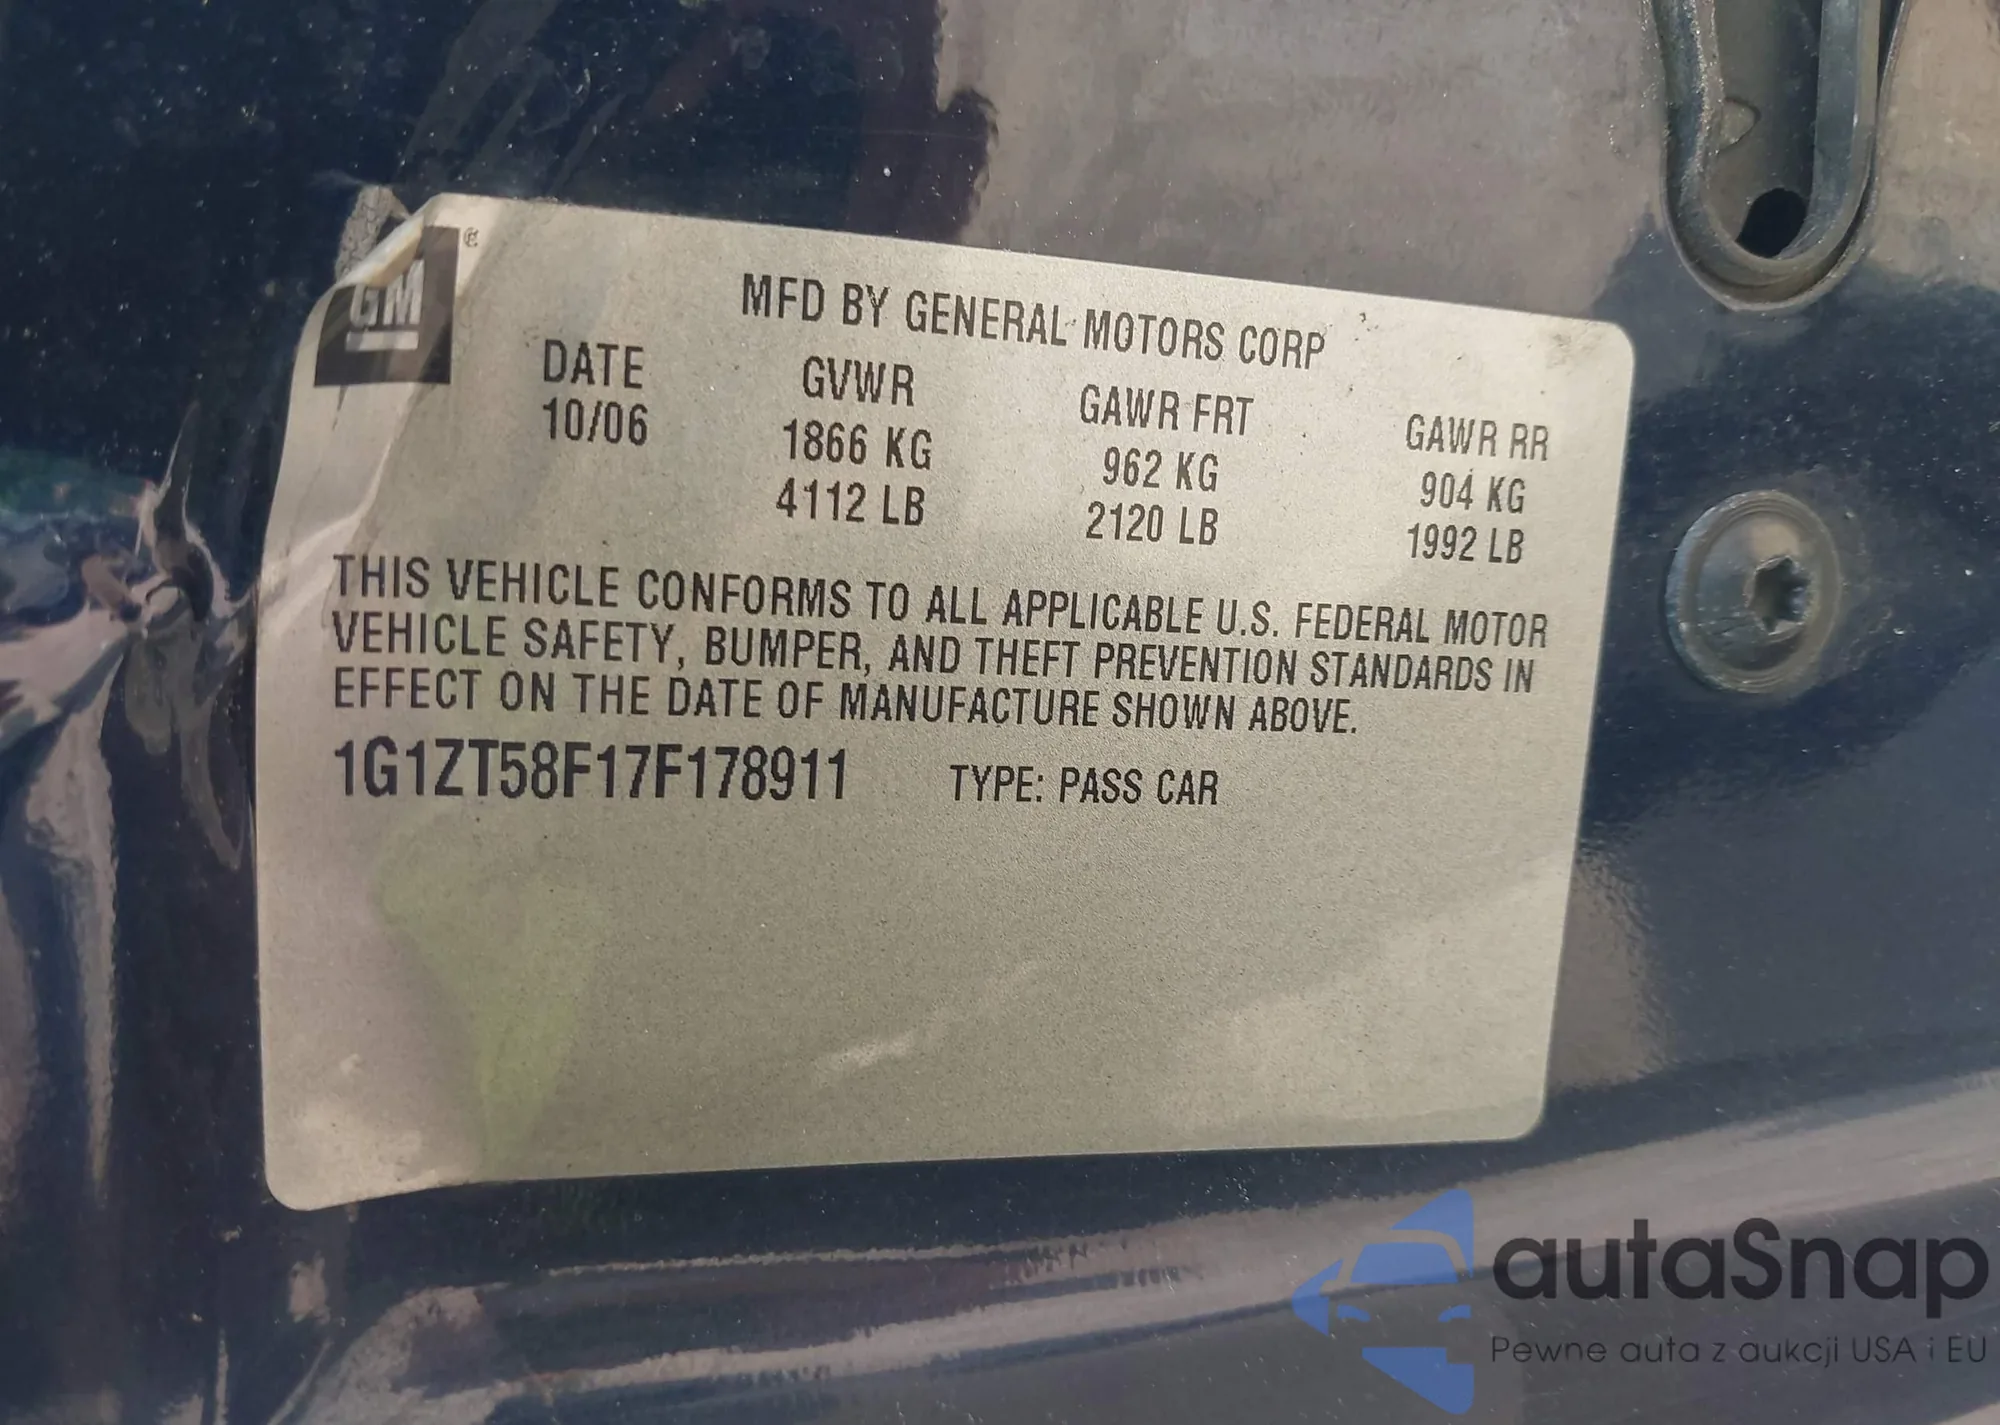 GM
MFD BY GENERAL MOTORS CORP
DATE GVWR GAWR FRT GAWR RR
10/06 1866 KG 962 KG 904 KG
4112 LB 2120 LB 1992 LB
THIS VEHICLE CONFORMS TO ALL APPLICABLE U.S. FEDERAL MOTOR
VEHICLE SAFETY, BUMPER, AND THEFT PREVENTION STANDARDS IN
EFFECT ON THE DATE OF MANUFACTURE SHOWN ABOVE.
1G1ZT58F17F178911 TYPE: PASS CAR
autaSnap
Pewne auta z aukcji USA i EU